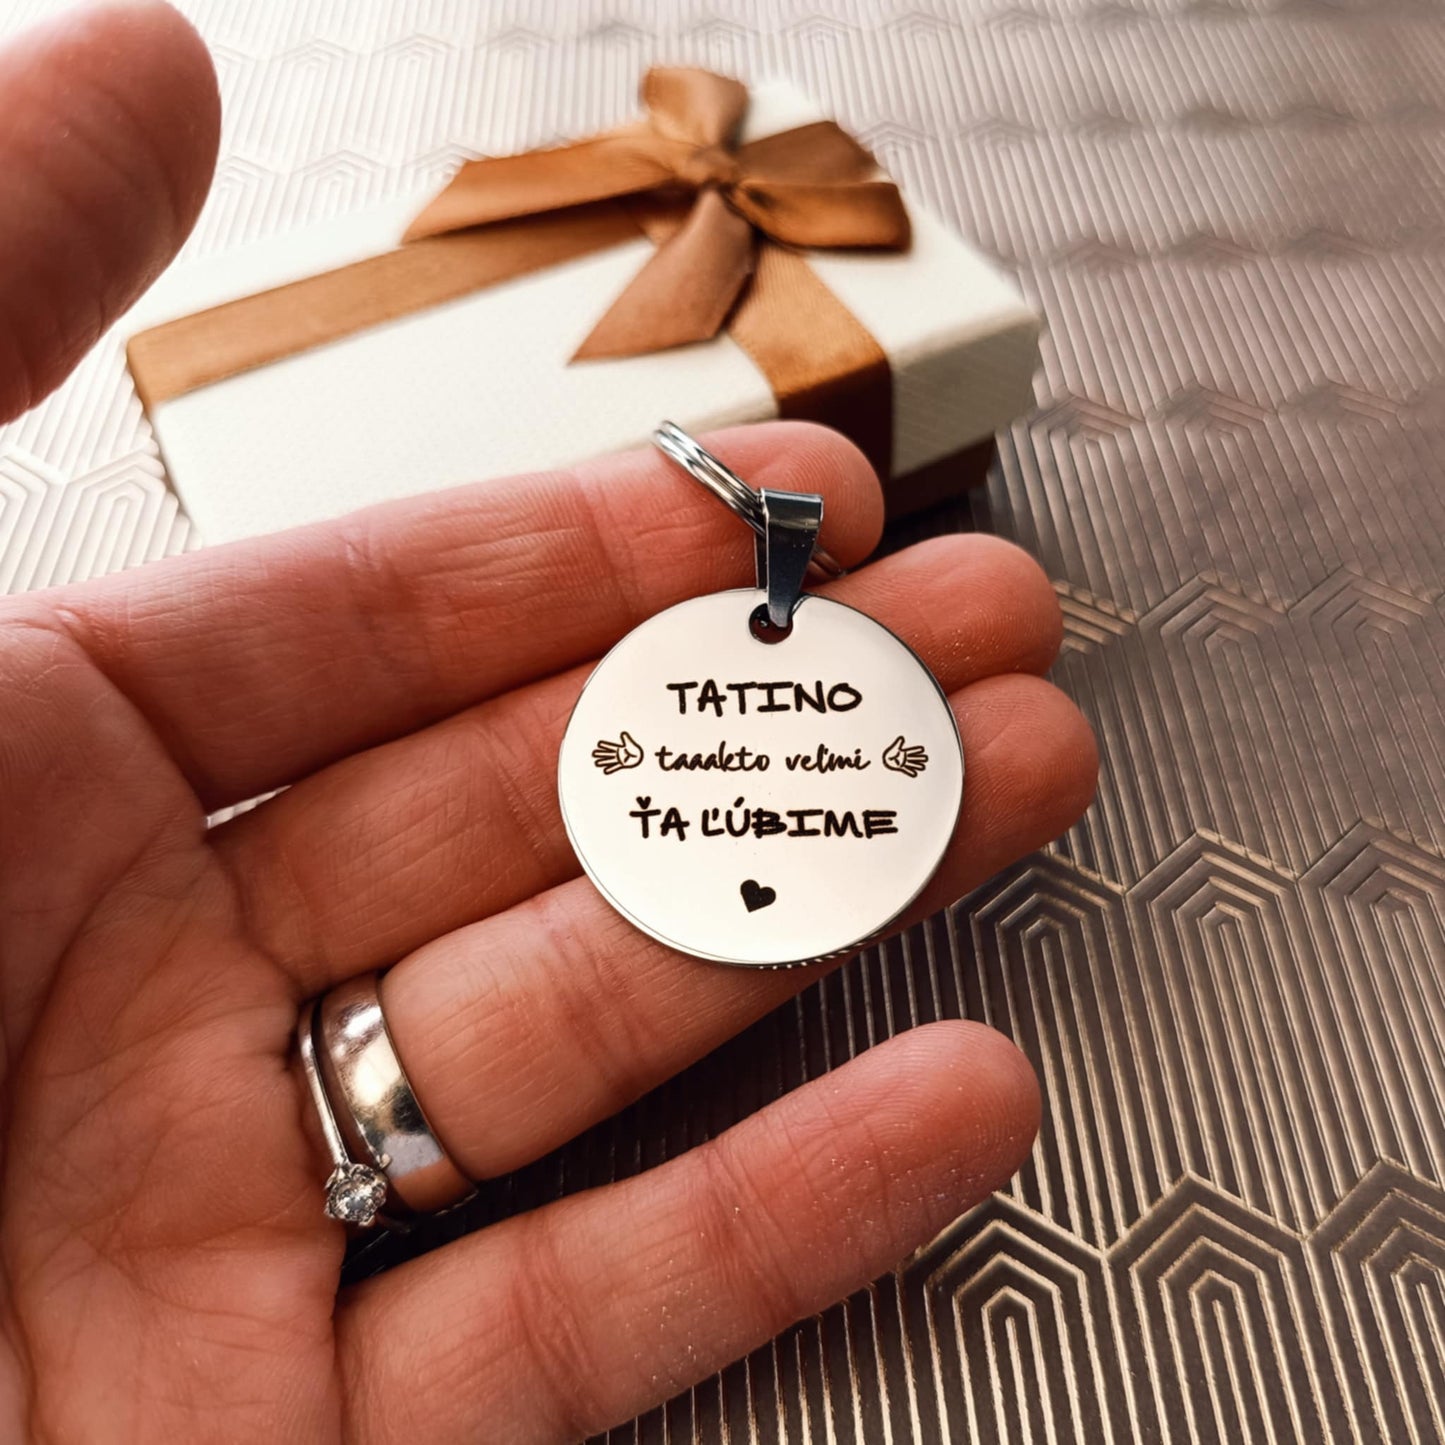 TATINO
taaakto veľmi
ŤA ĽÚBIME